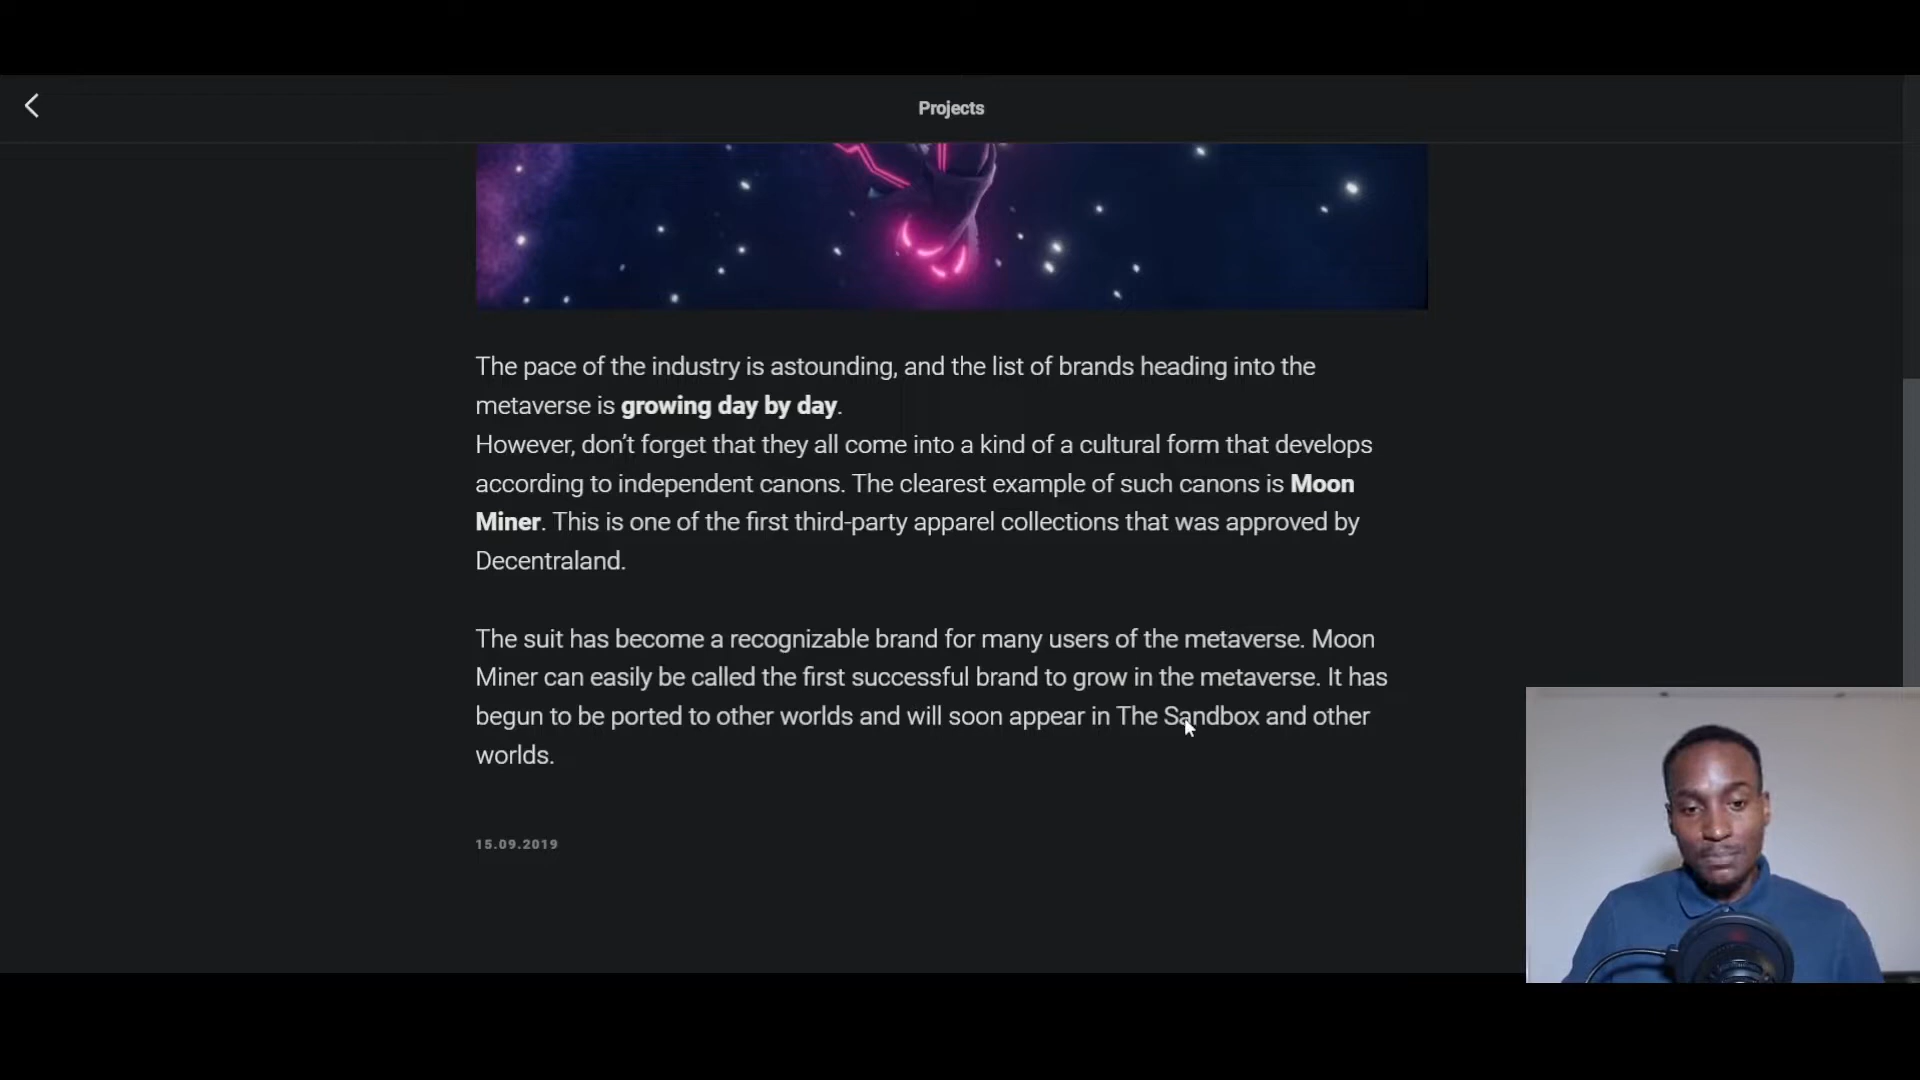 Projects
The pace of the industry is astounding, and the list of brands heading into the
metaverse is growing day by day.
However, don’t forget that they all come into a kind of a cultural form that develops
according to independent canons. The clearest example of such canons is Moon
Miner. This is one of the first third-party apparel collections that was approved by
Decentraland.
The suit has become a recognizable brand for many users of the metaverse. Moon
Miner can easily be called the first successful brand to grow in the metaverse. It has
begun to be ported to other worlds and will soon appear in The Sandbox and other
worlds.
15.09.2019